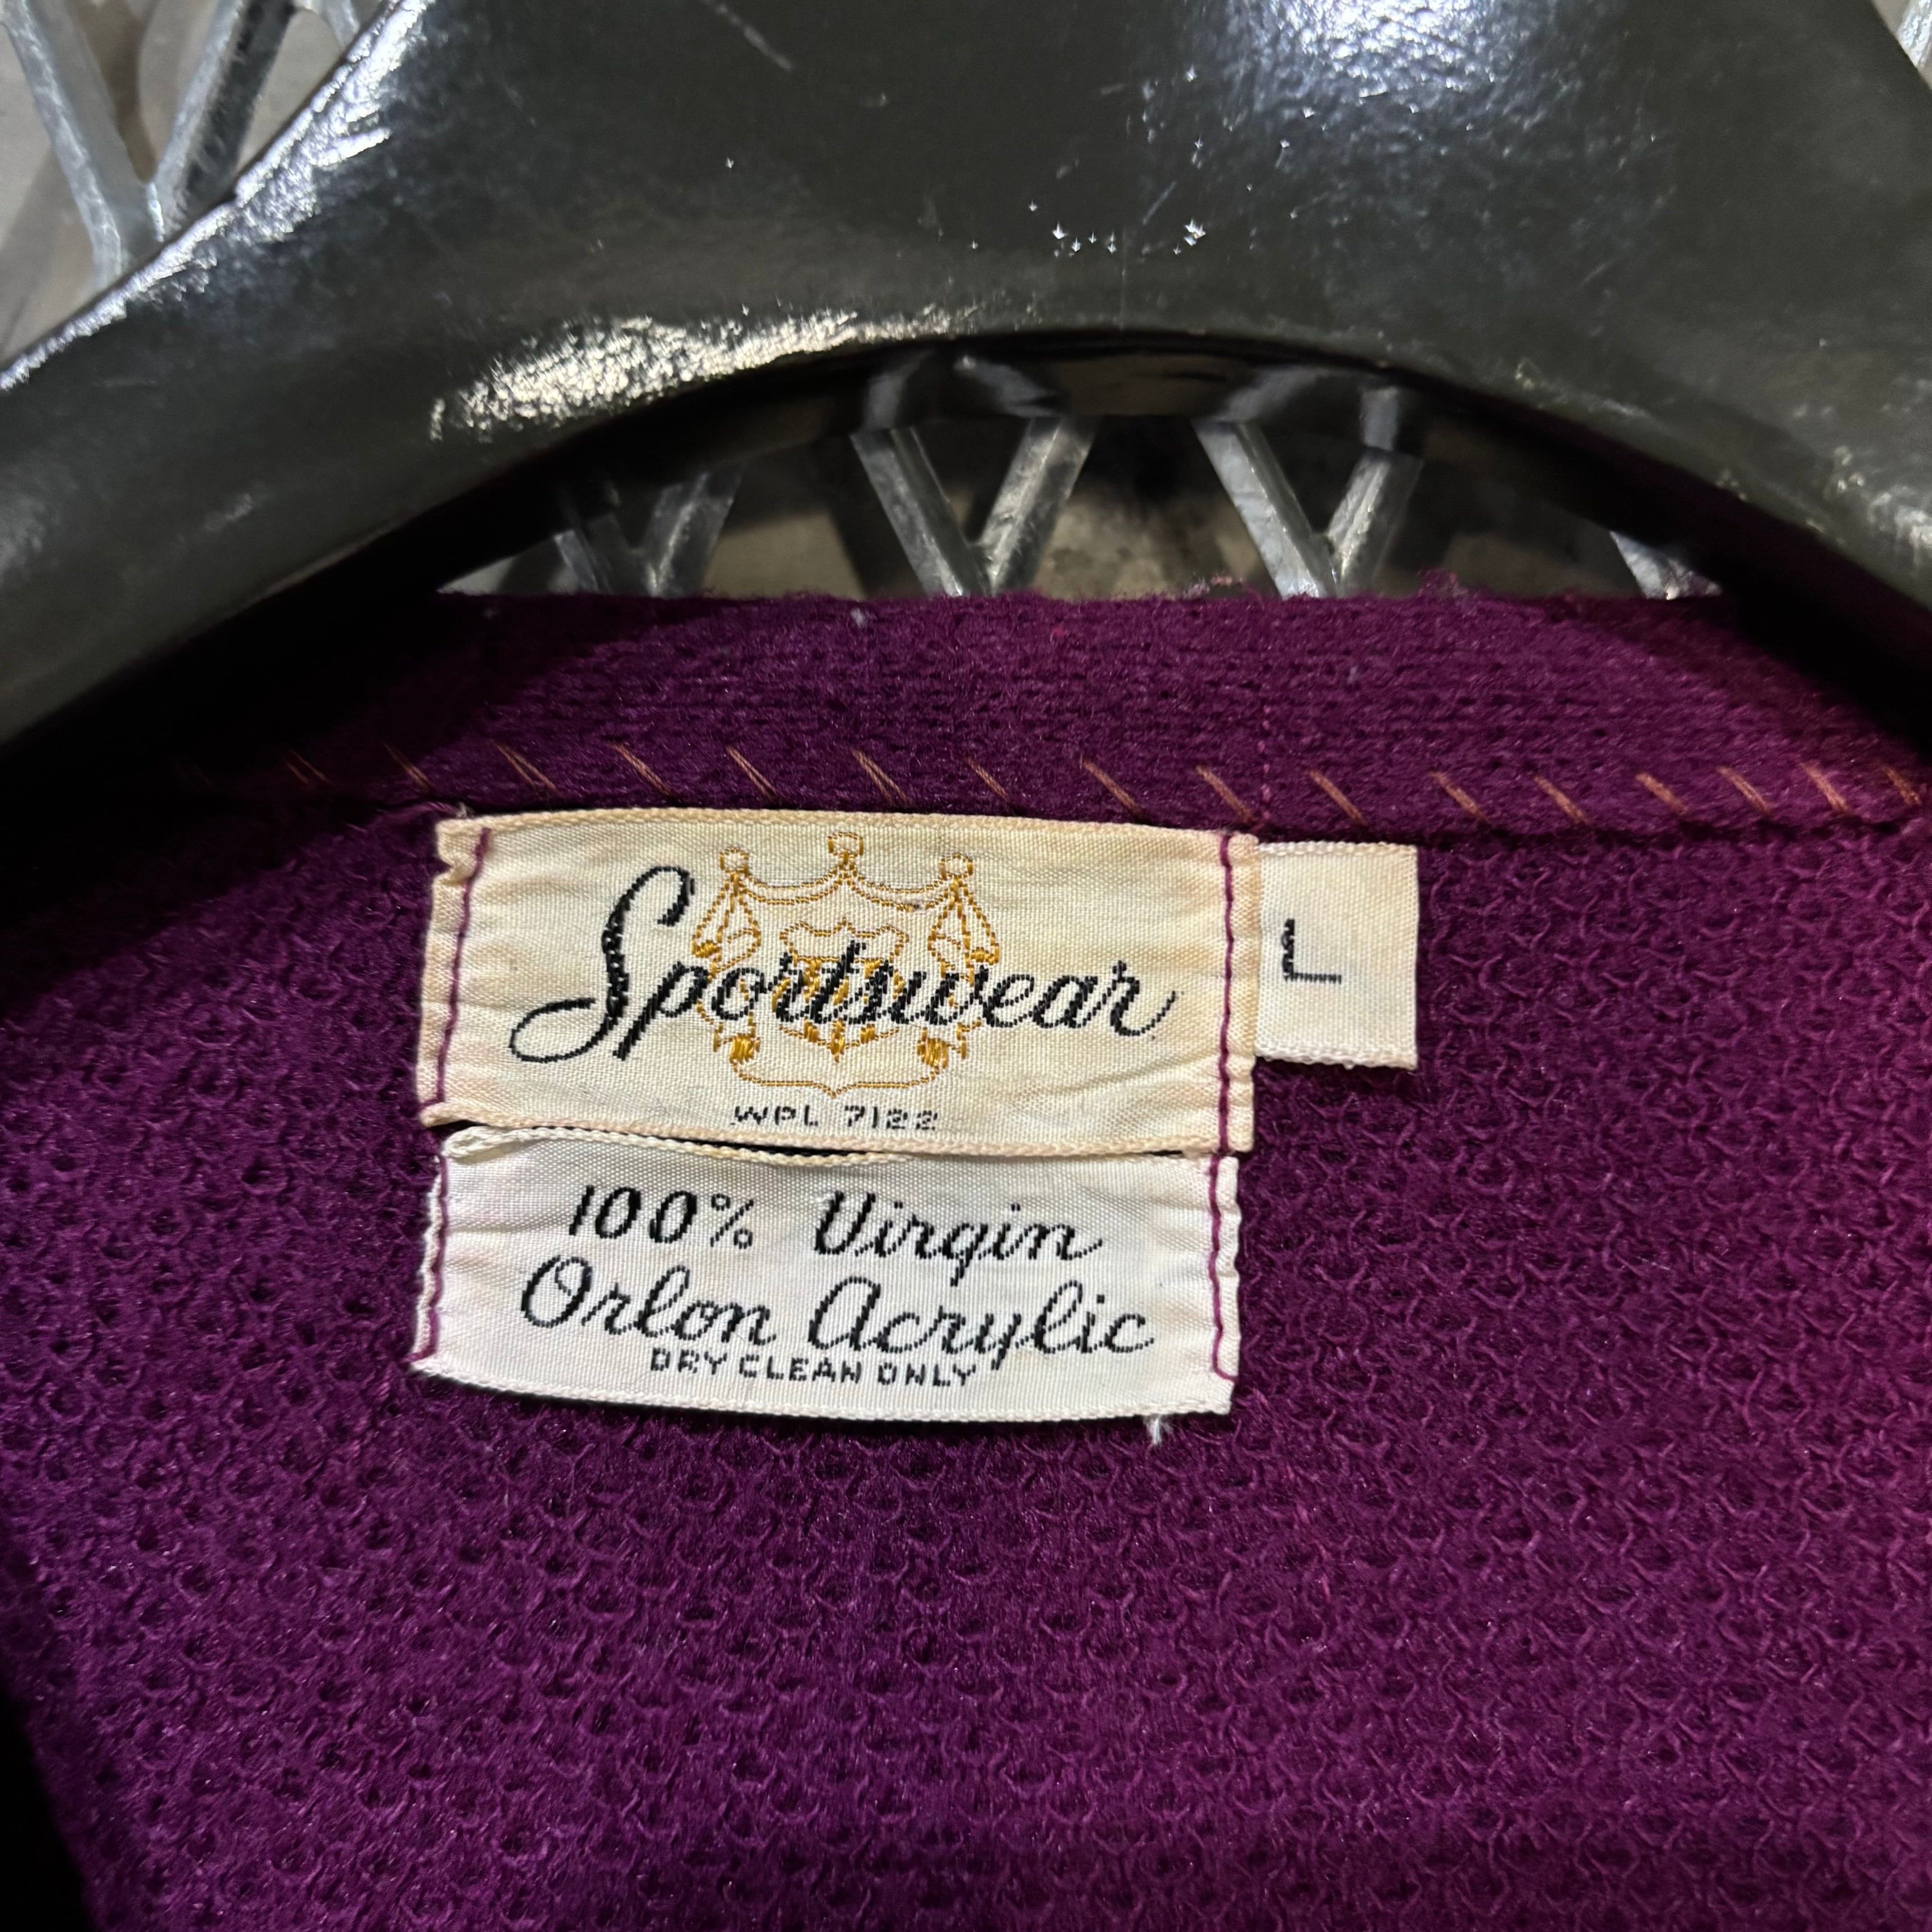 Sportswear
L
WPL 7122
100% Virgin
Orlon Acrylic
DRY CLEAN ONLY